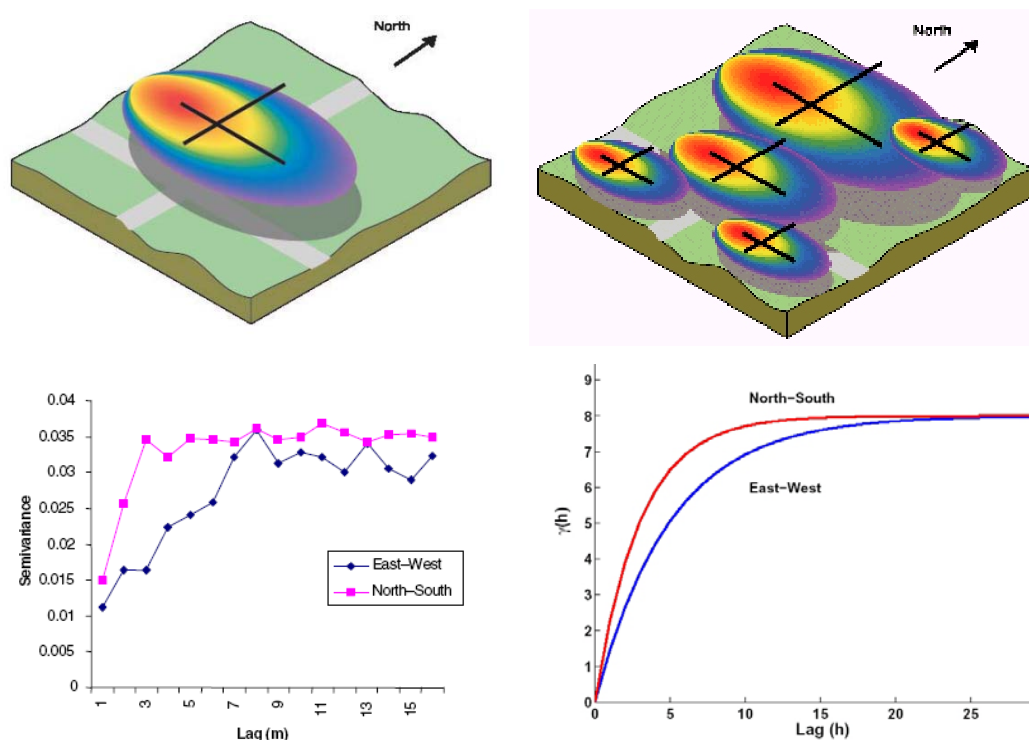 North
North
0.04
0.035
0.03
0.025
0.02
0.015
0.01
0.005
0
Semivariance
East–West
North–South
1 3 5 7 9 11 13 15
Lag (m)
9
8
7
6
5
4
3
2
1
0
γ(h)
North–South
East–West
0 5 10 15 20 25
Lag (h)